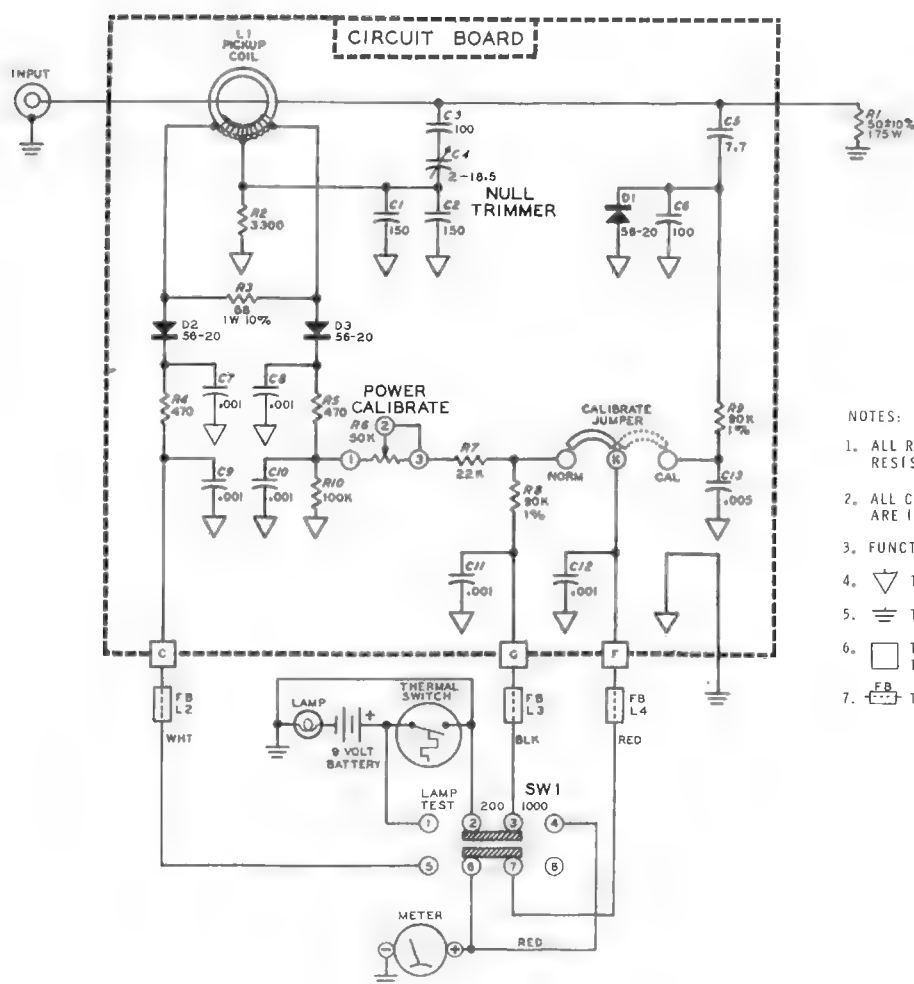 CIRCUIT BOARD
L1
PICKUP
COIL
INPUT
C3
100
C4
2-18.5
NULL
TRIMMER
C5
7.7
R1
50±10%
175W
R2
3300
C1
150
C2
150
D1
56-20
C6
100
R3
68
1W 10%
D2
56-20
D3
56-20
C7
.001
C8
.001
R4
470
R5
470
POWER
CALIBRATE
R6
50K
2
1
3
R7
22K
CALIBRATE
JUMPER
NORM
K
CAL
R9
90K
1%
C9
.001
C10
.001
R10
100K
R8
90K
1%
C13
.005
C11
.001
C12
.001
C
G
F
FB
L2
WHT
LAMP
9 VOLT
BATTERY
+
THERMAL
SWITCH
FB
L3
BLK
FB
L4
RED
LAMP
TEST
200 1000
SW1
1
2
3
4
5
6
7
8
METER
−
+
RED
NOTES:
1. ALL R
RESIS
2. ALL C
ARE (
3. FUNCT
4. T
5. T
6. T
7. FB T